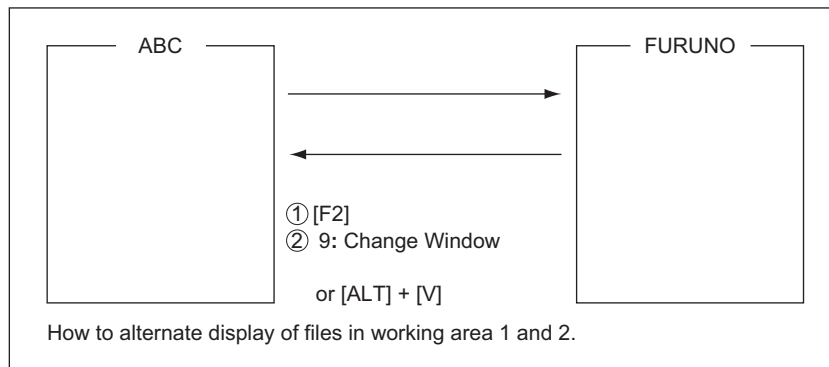 ABC
FURUNO
① [F2]
② 9: Change Window
or [ALT] + [V]
How to alternate display of files in working area 1 and 2.